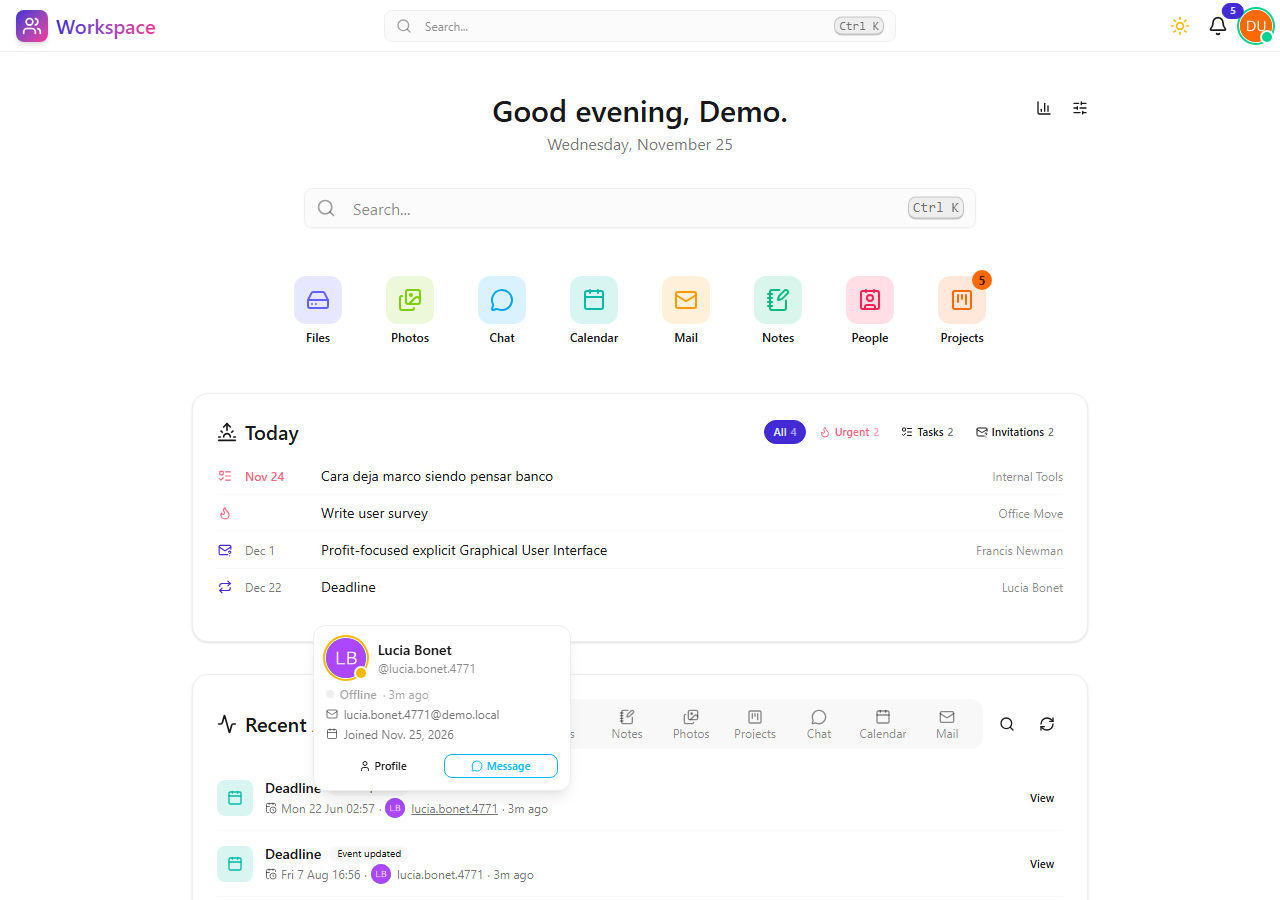 Workspace
Search...
Ctrl K
5
DU
Good evening, Demo.
Wednesday, November 25
Search...
Ctrl K
5
Files
Photos
Chat
Calendar
Mail
Notes
People
Projects
Today
All 4
Urgent 2
Tasks 2
Invitations 2
Nov 24 Cara deja marco siendo pensar banco Internal Tools
Write user survey Office Move
Dec 1 Profit-focused explicit Graphical User Interface Francis Newman
Dec 22 Deadline Lucia Bonet
LB
Lucia Bonet
@lucia.bonet.4771
Offline · 3m ago
lucia.bonet.4771@demo.local
Joined Nov. 25, 2026
Profile
Message
Recent
Notes
Photos
Projects
Chat
Calendar
Mail
Deadline
Mon 22 Jun 02:57 · LB lucia.bonet.4771 · 3m ago
View
Deadline Event updated
Fri 7 Aug 16:56 · LB lucia.bonet.4771 · 3m ago
View